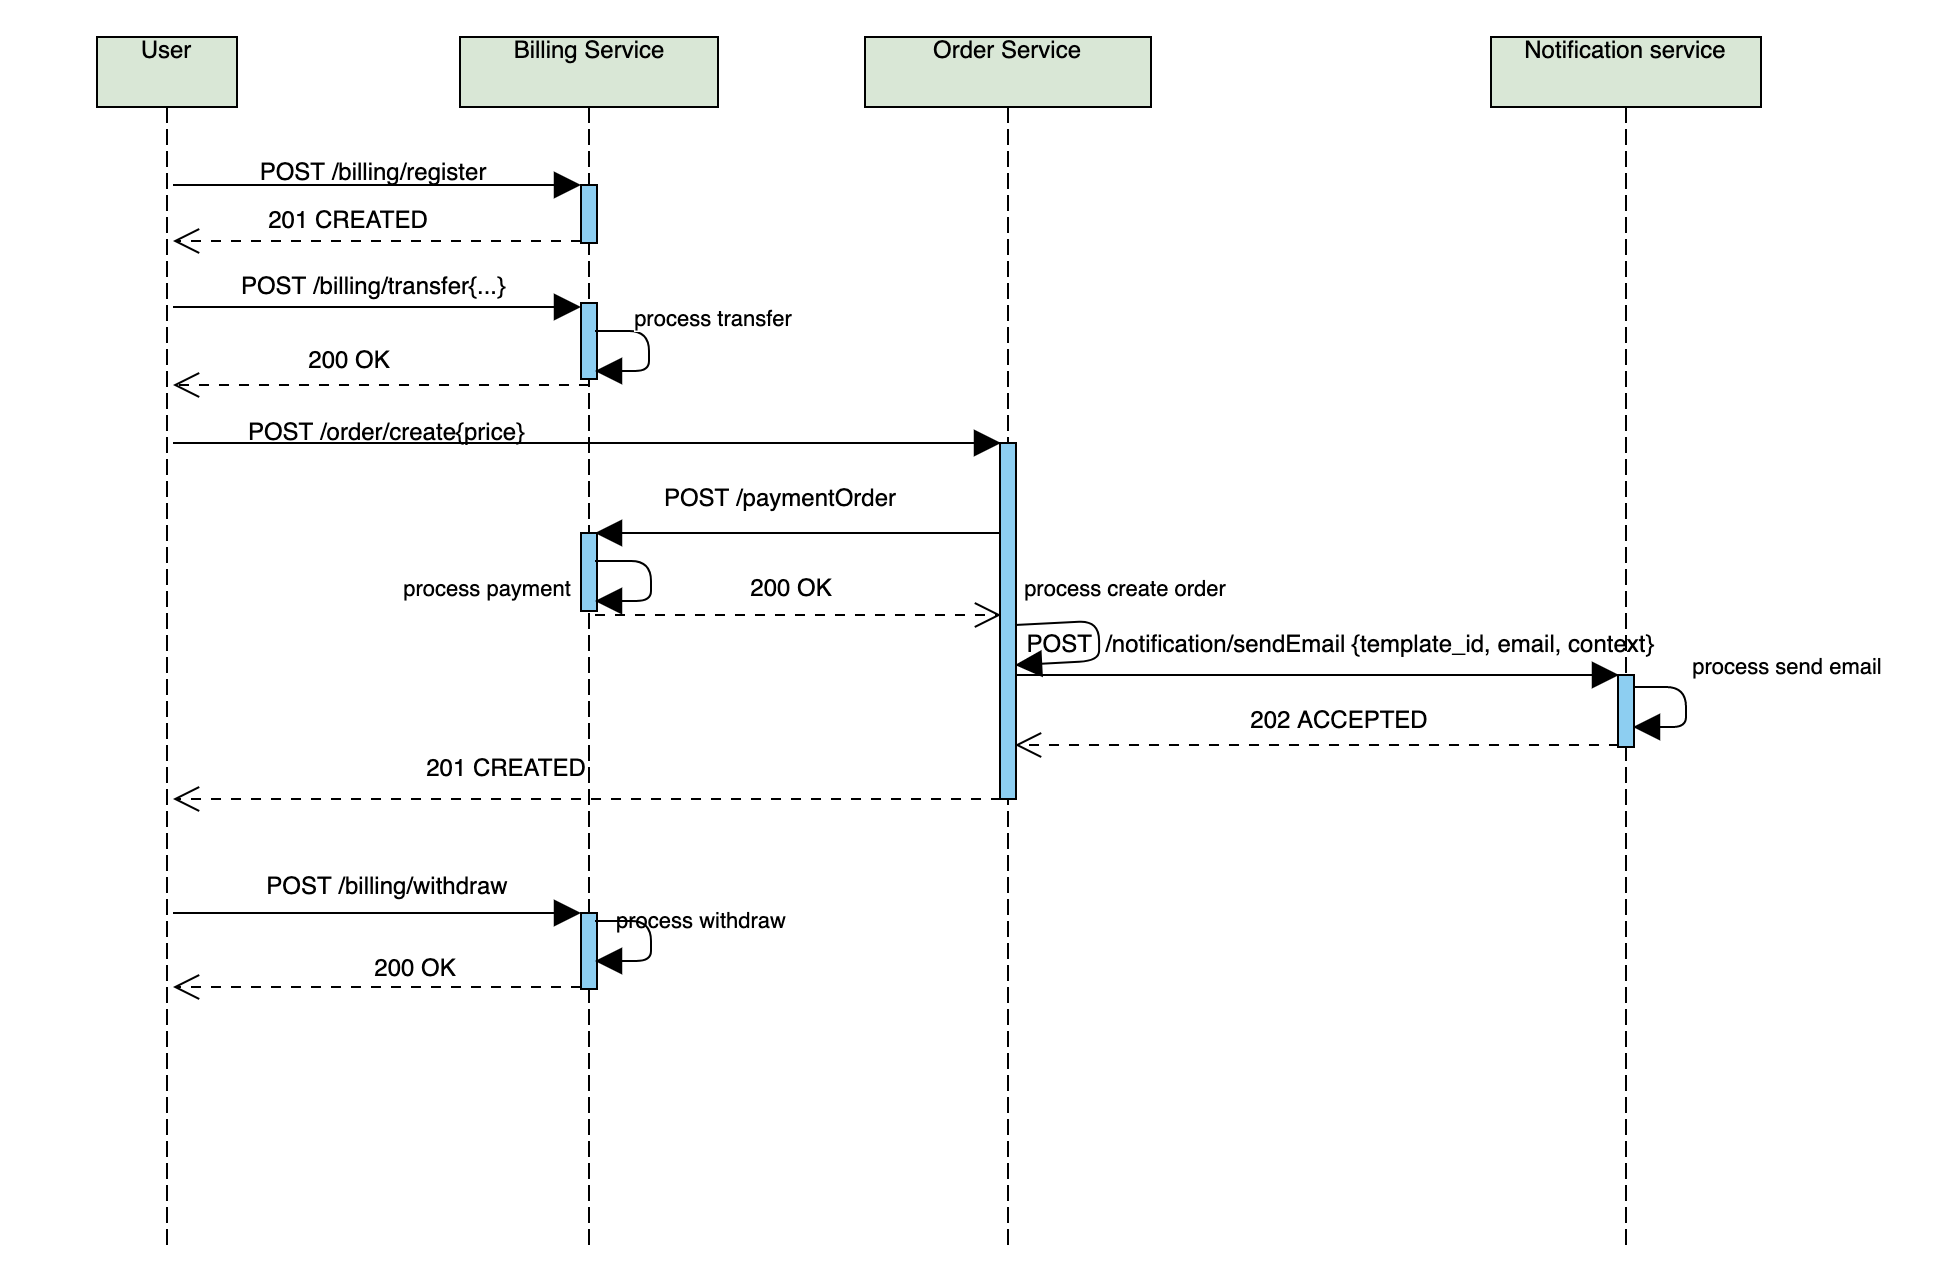 User
Billing Service
Order Service
Notification service
POST /billing/register
201 CREATED
POST /billing/transfer{...}
process transfer
200 OK
POST /order/create{price}
POST /paymentOrder
process payment
200 OK
process create order
POST /notification/sendEmail {template_id, email, context}
process send email
202 ACCEPTED
201 CREATED
POST /billing/withdraw
process withdraw
200 OK